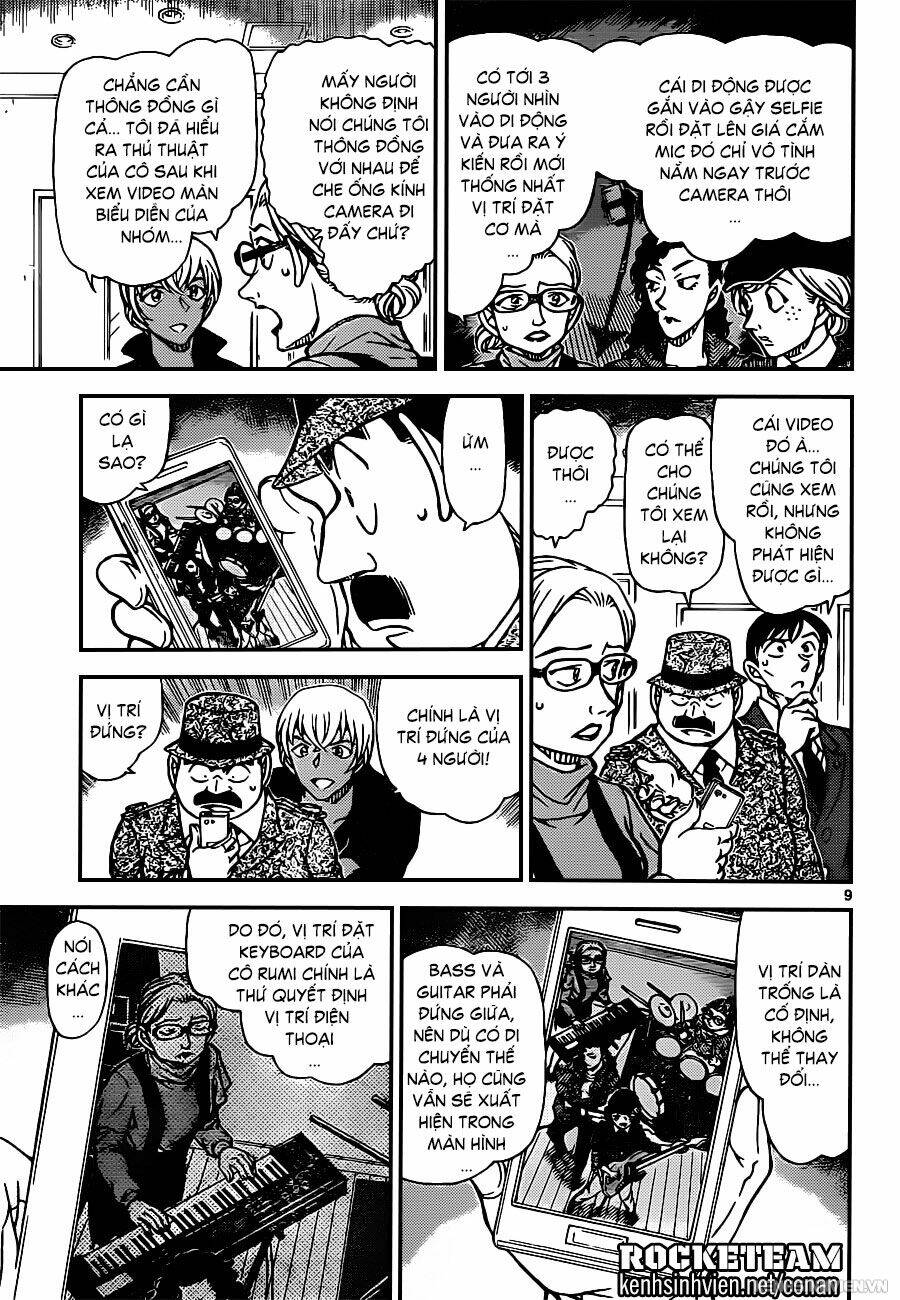 CÁI DI ĐỘNG ĐƯỢC
GẮN VÀO GẬY SELFIE
RỒI ĐẶT LÊN GIÁ CẮM
MIC ĐÓ CHỈ VÔ TÌNH
NẰM NGAY TRƯỚC
CAMERA THÔI
...
CÓ TỚI 3
NGƯỜI NHÌN
VÀO DI ĐỘNG
VÀ ĐƯA RA Ý
KIẾN RỒI MỚI
THỐNG NHẤT
VỊ TRÍ ĐẶT
CƠ MÀ
...
MẤY NGƯỜI
KHÔNG ĐỊNH
NÓI CHÚNG TÔI
THÔNG ĐỒNG
VỚI NHAU ĐỂ
CHE ỐNG KÍNH
CAMERA ĐI
ĐẤY CHỨ?
CHẲNG CẦN
THÔNG ĐỒNG GÌ
CẢ... TÔI ĐÃ HIỂU
RA THỦ THUẬT
CỦA CÔ SAU KHI
XEM VIDEO MÀN
BIỂU DIỄN CỦA
NHÓM...
CÁI VIDEO
ĐÓ À...
CHÚNG TÔI
CŨNG XEM
RỒI, NHƯNG
KHÔNG
PHÁT HIỆN
ĐƯỢC GÌ...
CÓ THỂ
CHO
CHÚNG
TÔI XEM
LẠI
KHÔNG?
ĐƯỢC
THÔI
...
ỪM
...
CÓ GÌ
LẠ
SAO?
CHÍNH LÀ VỊ
TRÍ ĐỨNG CỦA
4 NGƯỜI!
VỊ TRÍ
ĐỨNG?
9
VỊ TRÍ DÀN
TRỐNG LÀ
CỐ ĐỊNH,
KHÔNG
THỂ THAY
ĐỔI...
BASS VÀ
GUITAR PHẢI
ĐỨNG GIỮA,
NÊN DÙ CÓ DI
CHUYỂN THẾ
NÀO, HỌ CŨNG
VẪN SẼ XUẤT
HIỆN TRONG
MÀN HÌNH
...
DO ĐÓ, VỊ TRÍ ĐẶT
KEYBOARD CỦA
CÔ RUMI CHÍNH LÀ
THỨ QUYẾT ĐỊNH
VỊ TRÍ ĐIỆN
THOẠI
...
NÓI
CÁCH
KHÁC
...
ROCKETEAM
kenhsinhvien.net/conan